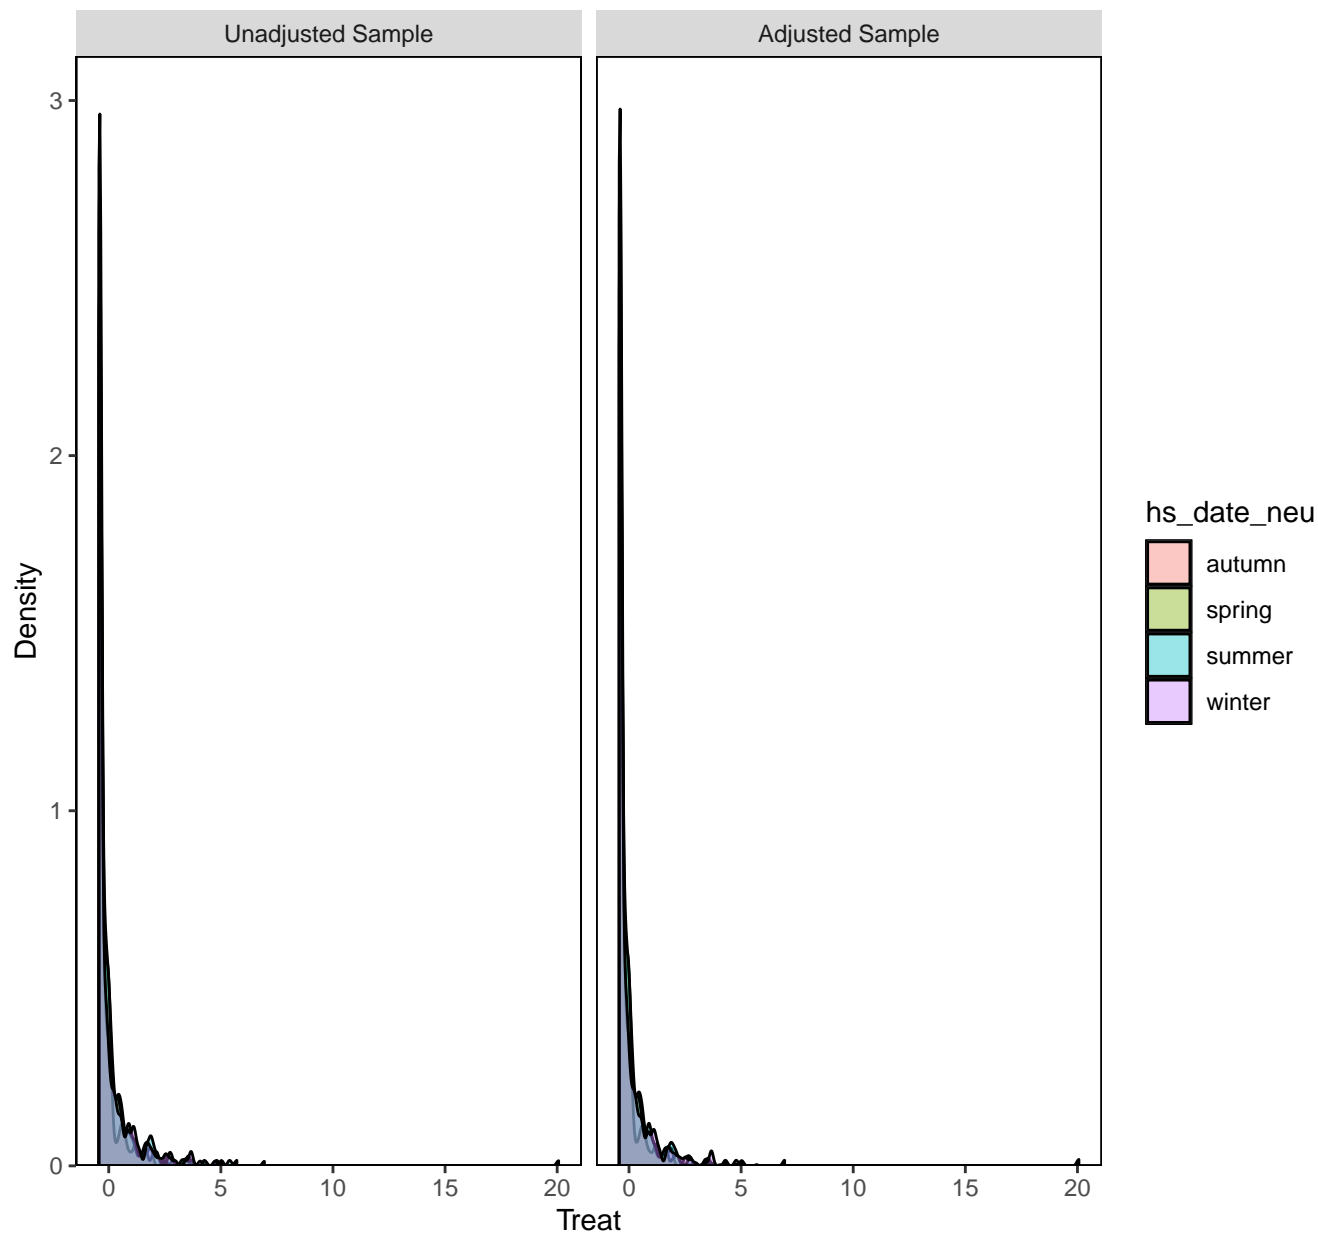 Unadjusted Sample
Adjusted Sample
3
2
1
0
Density
0 5 10 15 20
0 5 10 15 20
Treat
hs_date_neu
autumn
spring
summer
winter